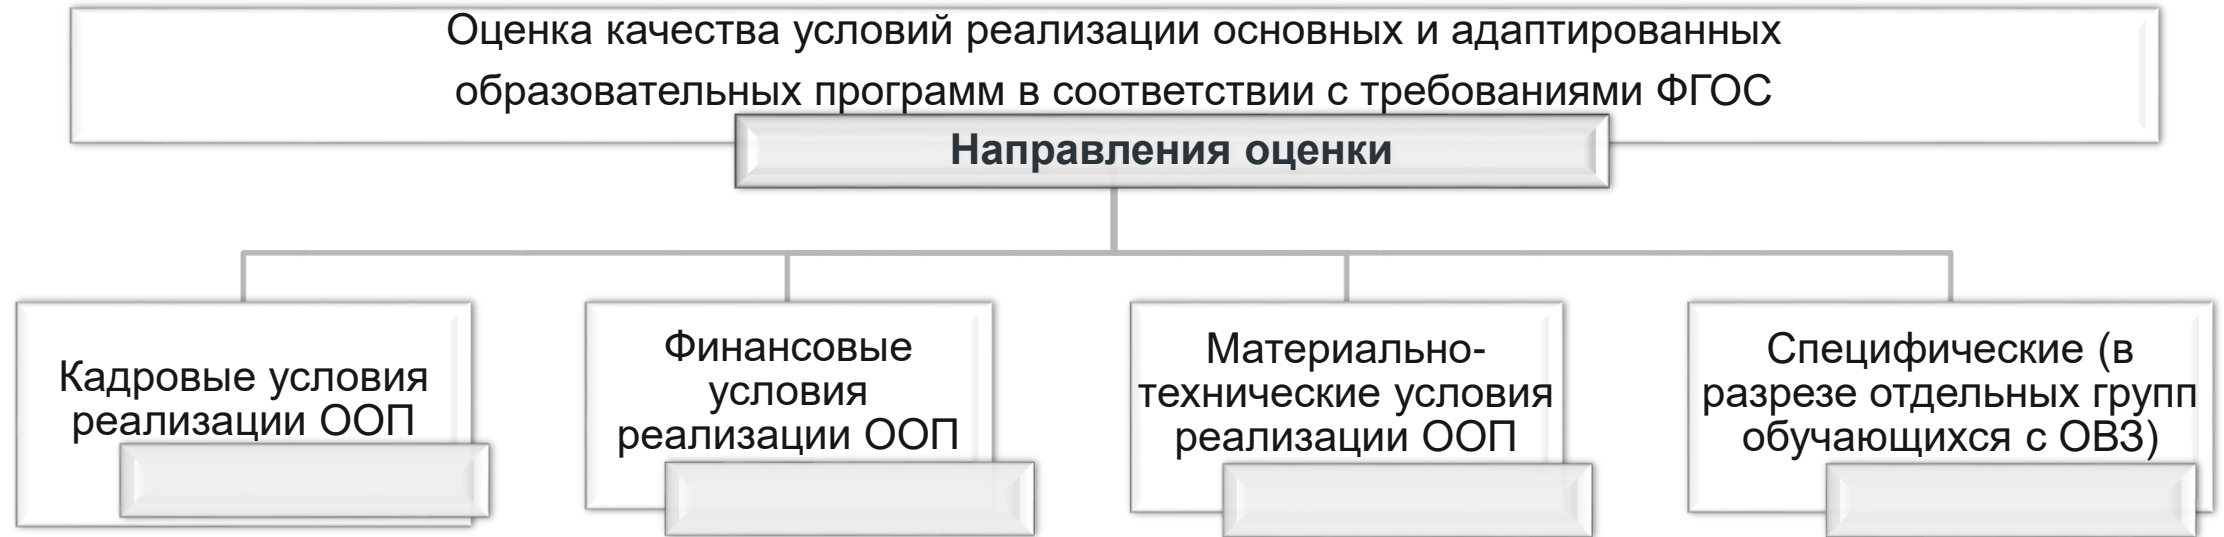 Оценка качества условий реализации основных и адаптированных
образовательных программ в соответствии с требованиями ФГОС
Направления оценки
Кадровые условия
реализации ООП
Финансовые
условия
реализации ООП
Материально-
технические условия
реализации ООП
Специфические (в
разрезе отдельных групп
обучающихся с ОВЗ)